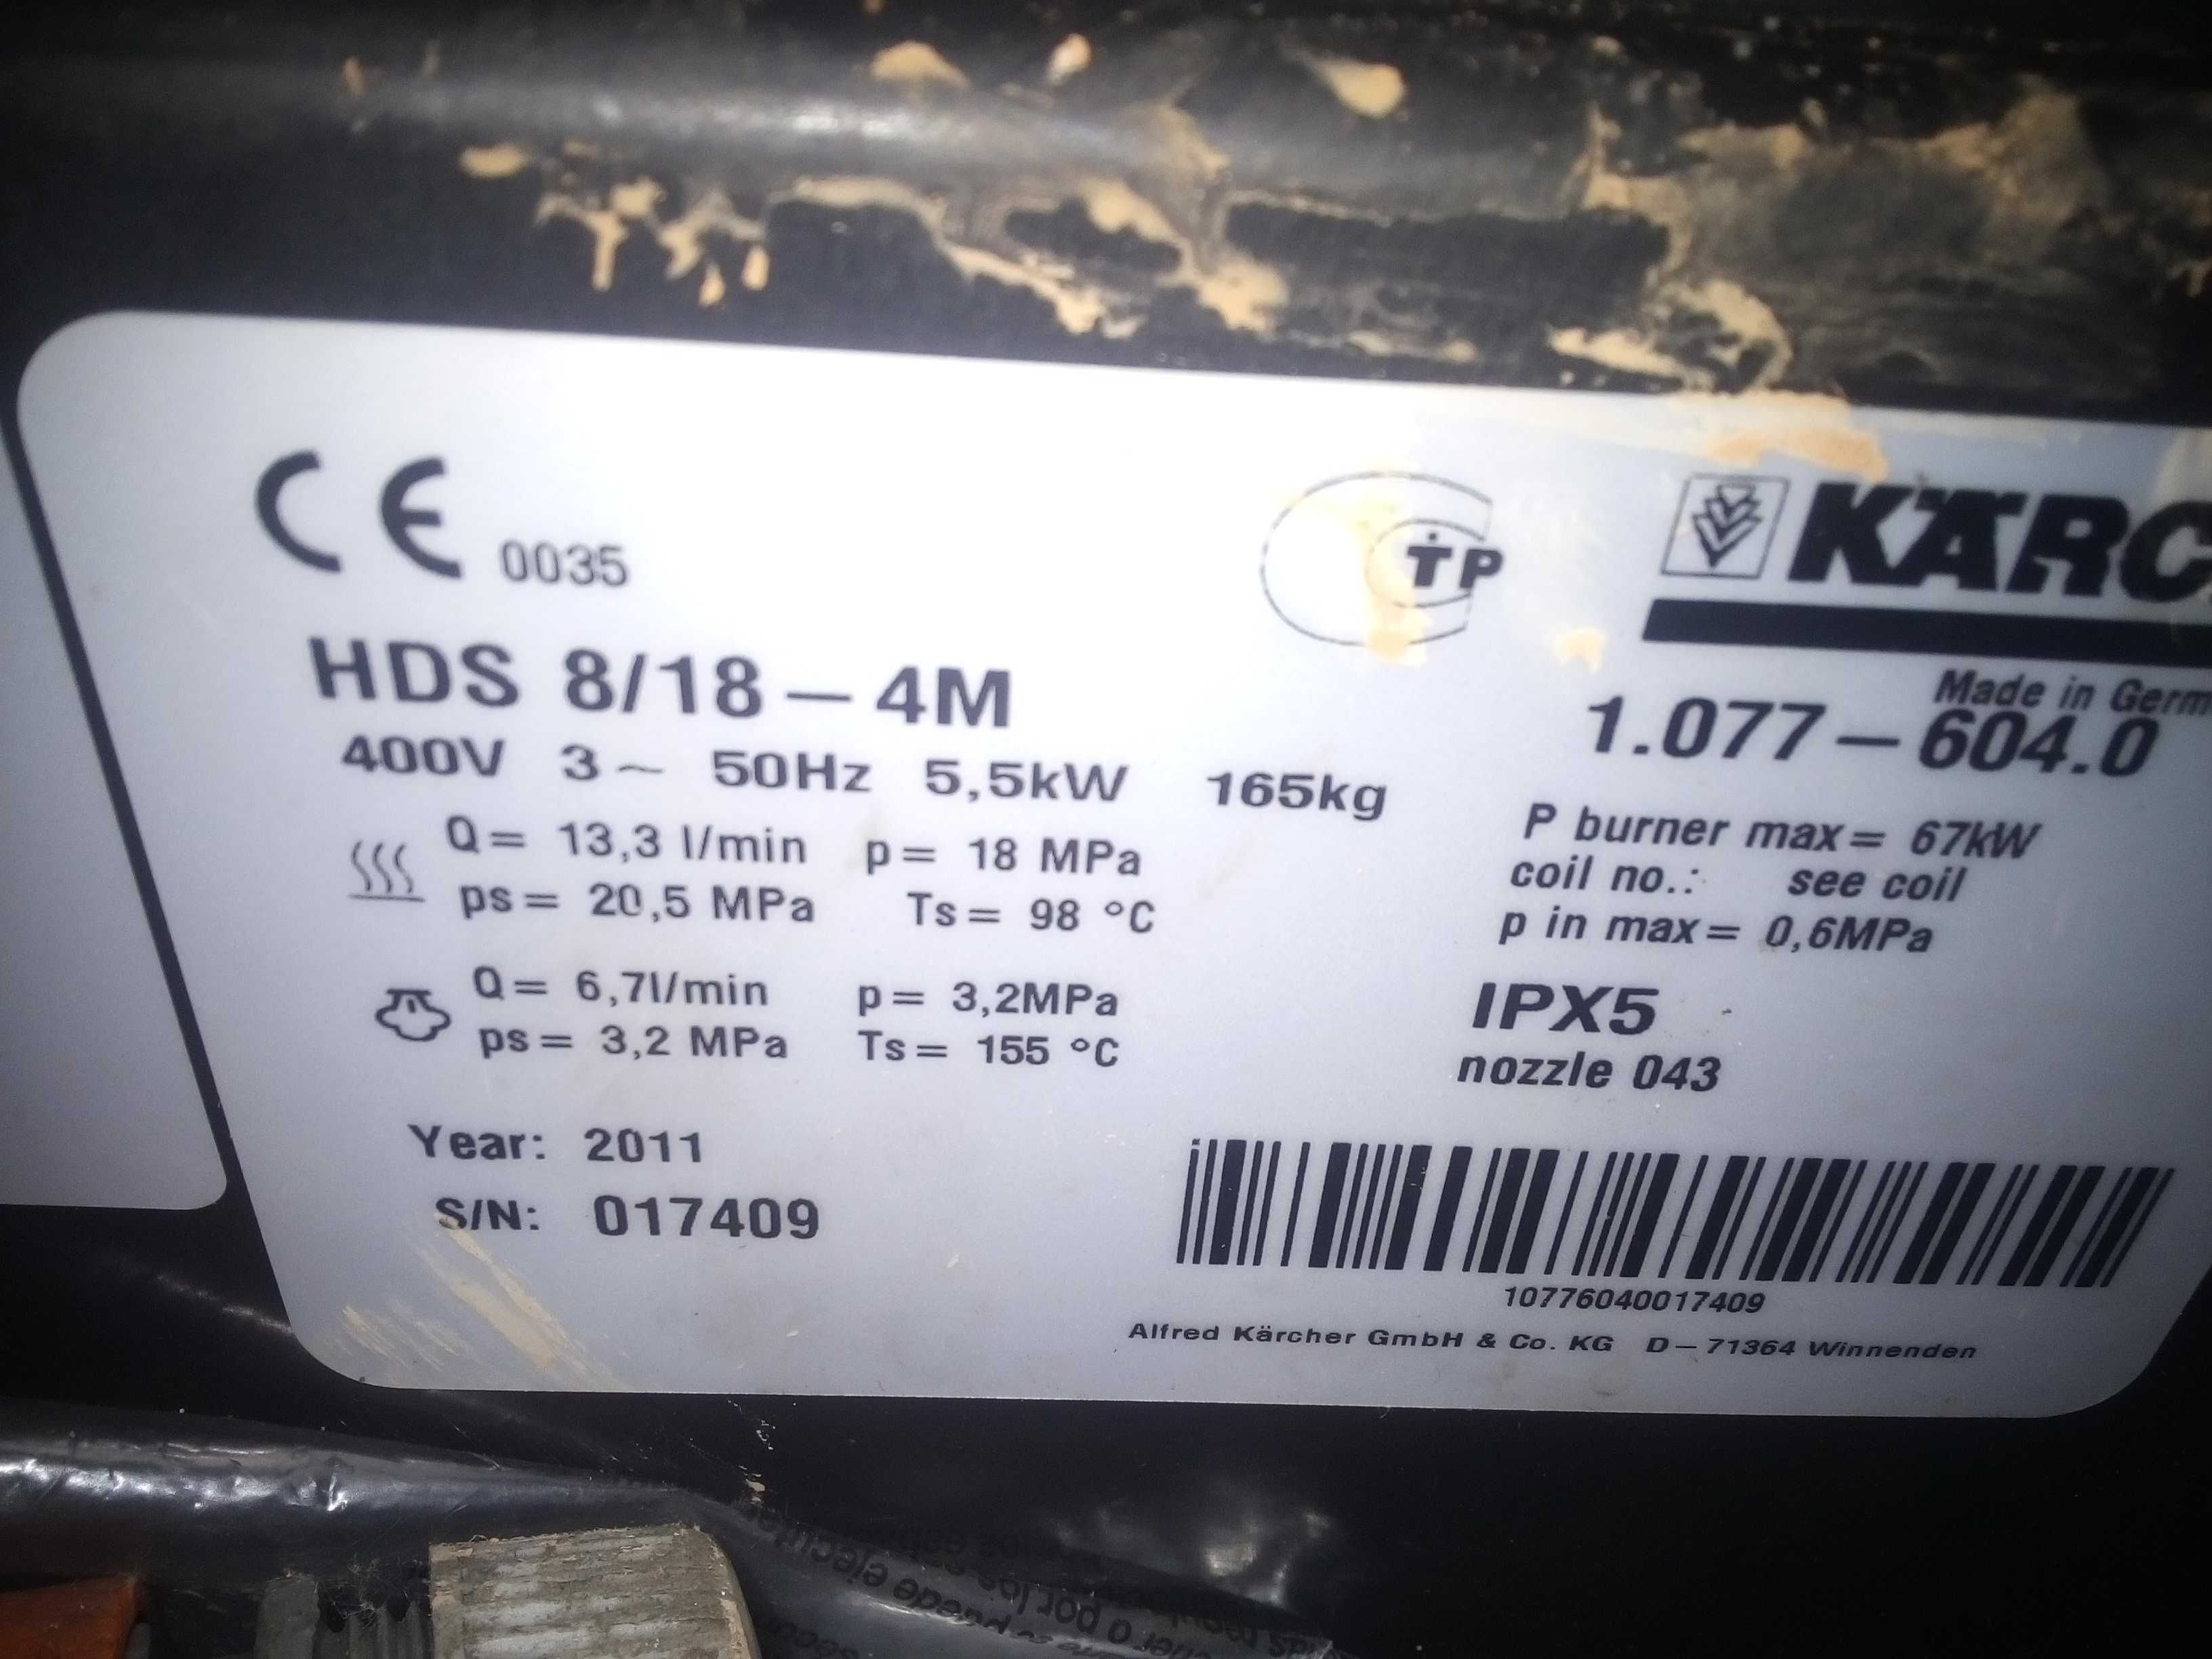 CE 0035
TP
KÄRC
Made in Germ
HDS 8/18-4M
1.077-604.0
400V 3~ 50Hz 5,5kW 165kg
Q= 13,3 l/min p= 18 MPa
ps= 20,5 MPa Ts= 98 °C
P burner max= 67kW
coil no.: see coil
p in max= 0,6MPa
Q= 6,7l/min p= 3,2MPa
ps= 3,2 MPa Ts= 155 °C
IPX5
nozzle 043
Year: 2011
S/N: 017409
10776040017409
Alfred Kärcher GmbH & Co. KG D-71364 Winnenden